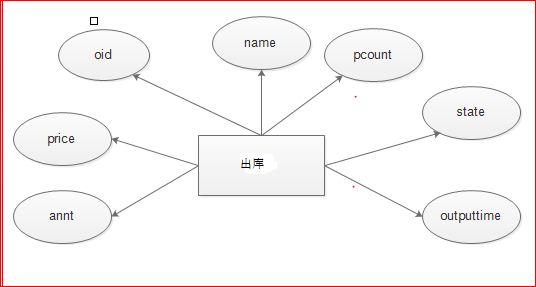 oid
name
pcount
state
price
出库
annt
outputtime